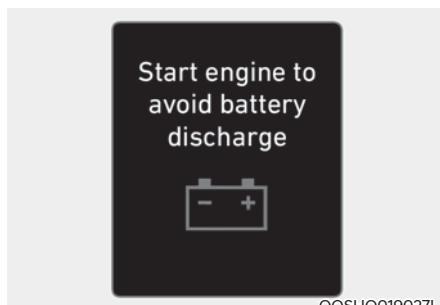 Start engine to
avoid battery
discharge
- +